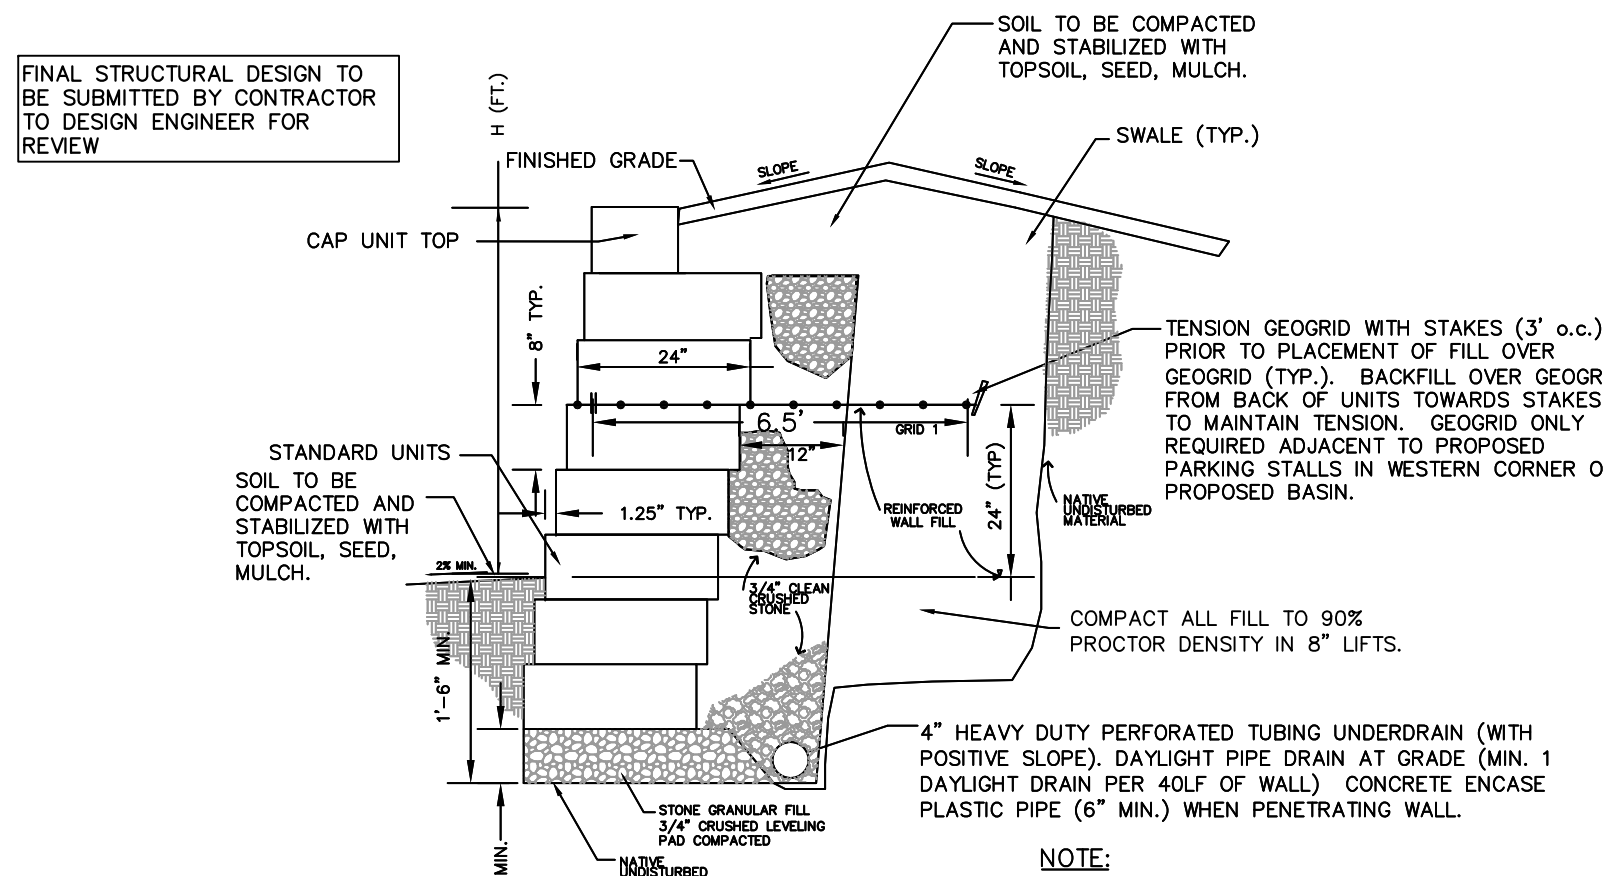 SOIL TO BE COMPACTED
AND STABILIZED WITH
TOPSOIL, SEED, MULCH.
FINAL STRUCTURAL DESIGN TO
BE SUBMITTED BY CONTRACTOR
TO DESIGN ENGINEER FOR
REVIEW
H (FT.)
SWALE (TYP.)
FINISHED GRADE
SLOPE
SLOPE
CAP UNIT TOP
8" TYP.
24"
TENSION GEOGRID WITH STAKES (3' o.c.)
PRIOR TO PLACEMENT OF FILL OVER
GEOGRID (TYP.). BACKFILL OVER GEOGR
FROM BACK OF UNITS TOWARDS STAKES
TO MAINTAIN TENSION. GEOGRID ONLY
REQUIRED ADJACENT TO PROPOSED
PARKING STALLS IN WESTERN CORNER O
PROPOSED BASIN.
6.5'
GRID 1
12"
STANDARD UNITS
SOIL TO BE
COMPACTED AND
STABILIZED WITH
TOPSOIL, SEED,
MULCH.
1.25" TYP.
REINFORCED
WALL FILL
24" (TYP)
NATIVE
UNDISTURBED
MATERIAL
2% MIN.
3/4" CLEAN
CRUSHED
STONE
COMPACT ALL FILL TO 90%
PROCTOR DENSITY IN 8" LIFTS.
1'-6" MIN.
4" HEAVY DUTY PERFORATED TUBING UNDERDRAIN (WITH
POSITIVE SLOPE). DAYLIGHT PIPE DRAIN AT GRADE (MIN. 1
DAYLIGHT DRAIN PER 40LF OF WALL) CONCRETE ENCASE
PLASTIC PIPE (6" MIN.) WHEN PENETRATING WALL.
STONE GRANULAR FILL
3/4" CRUSHED LEVELING
PAD COMPACTED
MIN.
NATIVE
UNDISTURBED
NOTE: